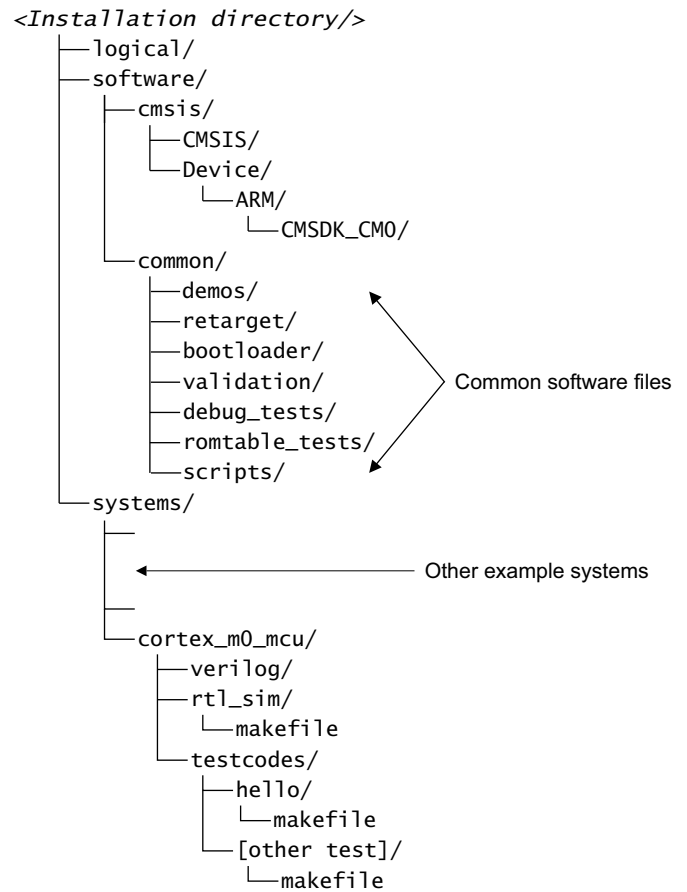 <Installation directory/>
logical/
software/
cmsis/
CMSIS/
Device/
ARM/
CMSDK_CM0/
common/
demos/
retarget/
bootloader/
validation/
Common software files
debug_tests/
romtable_tests/
scripts/
systems/
Other example systems
cortex_m0_mcu/
verilog/
rtl_sim/
makefile
testcodes/
hello/
makefile
[other test]/
makefile